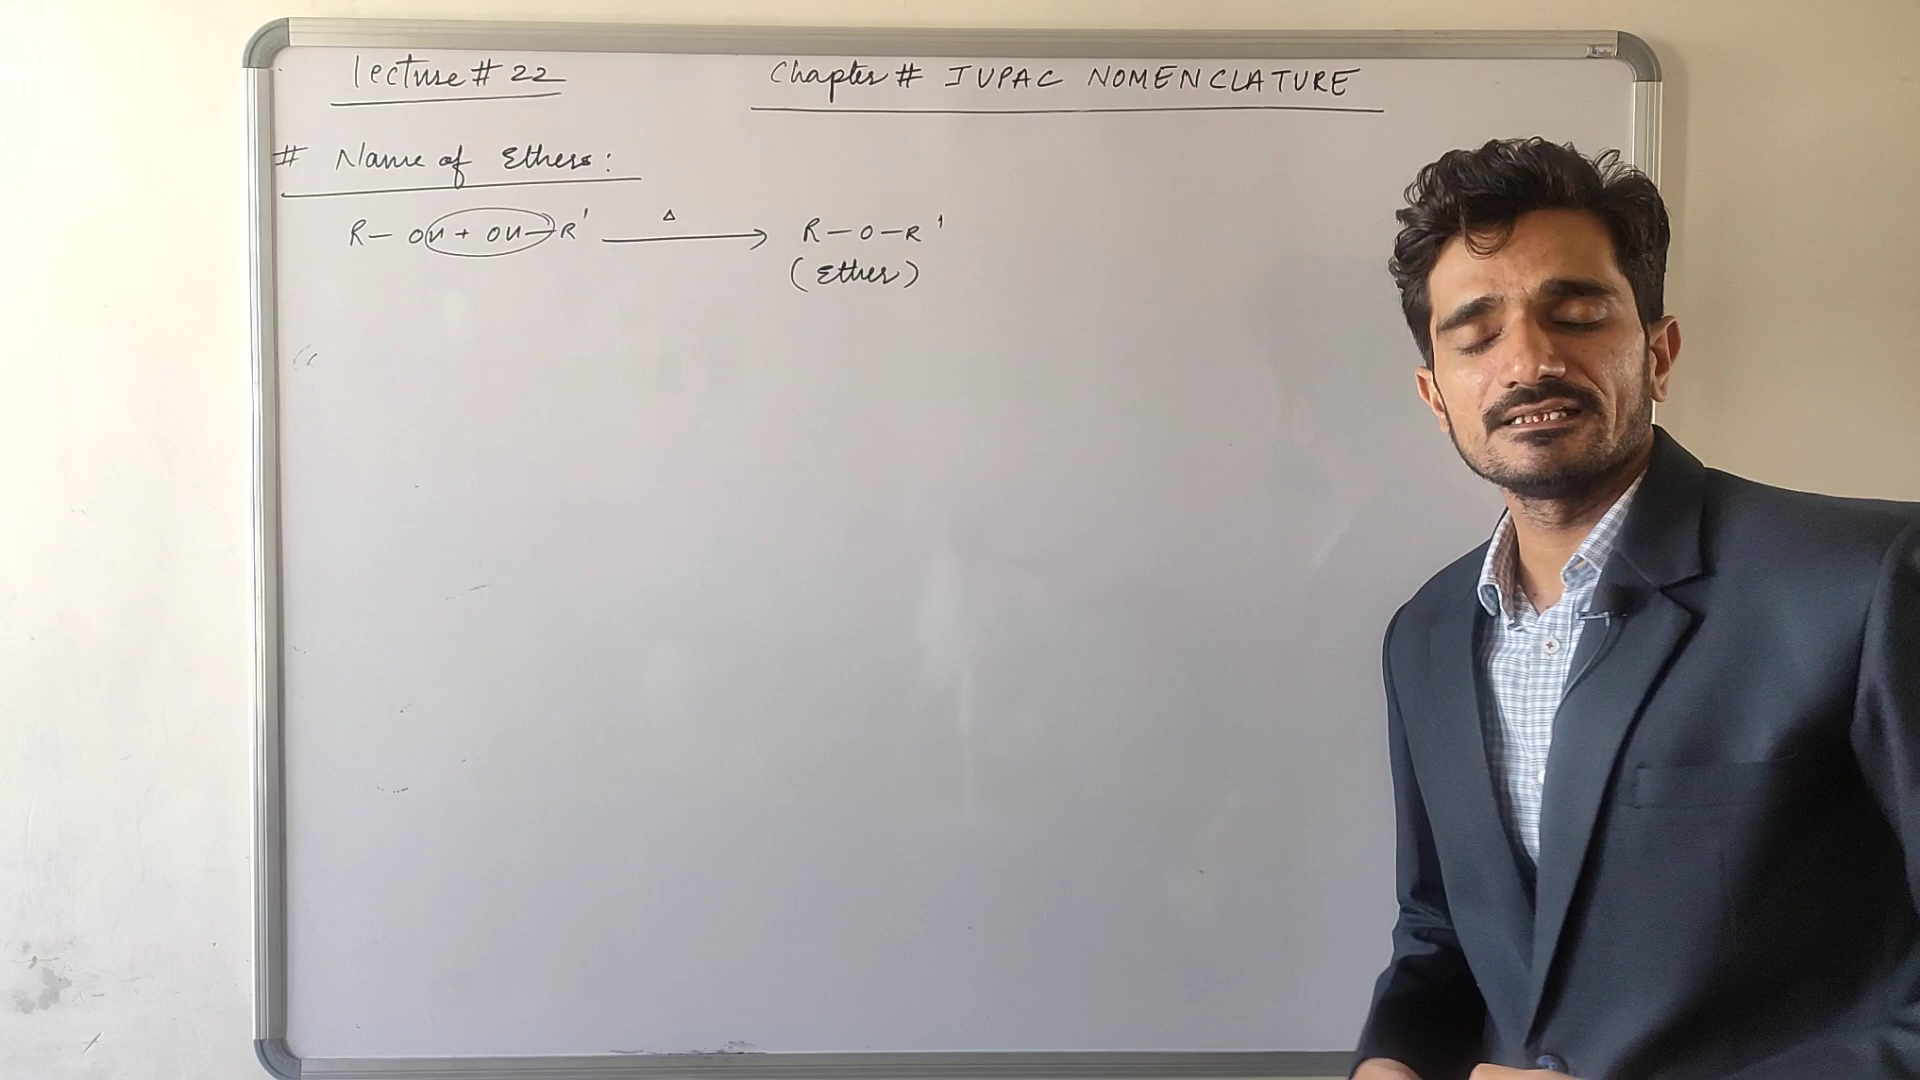 Lecture # 22
Chapter # IUPAC NOMENCLATURE
# Name of Ethers:
R— OH + OH—R' Δ → R—O—R'
(Ether)